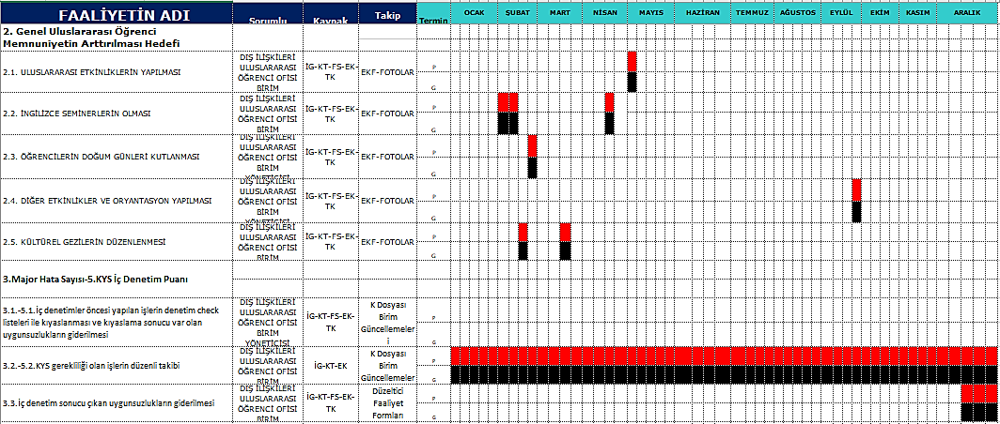 FAALİYETİN ADI Sorumlu Kaynak Takip Termin OCAK ŞUBAT MART NİSAN MAYIS HAZİRAN TEMMUZ AĞUSTOS EYLÜL EKİM KASIM ARALIK
2. Genel Uluslararası Öğrenci
Memnuniyetin Arttırılması Hedefi
2.1. ULUSLARARASI ETKİNLİKLERİN YAPILMASI
DIŞ İLİŞKİLERİ
ULUSLARARASI
ÖĞRENCİ OFİSİ
BİRİM
İG-KT-FS-EK-
TK
EKF-FOTOLAR
P
G
2.2. İNGİLİZCE SEMİNERLERİN OLMASI
DIŞ İLİŞKİLERİ
ULUSLARARASI
ÖĞRENCİ OFİSİ
BİRİM
İG-KT-FS-EK-
TK
EKF-FOTOLAR
P
G
2.3. ÖĞRENCİLERİN DOĞUM GÜNLERİ KUTLANMASI
DIŞ İLİŞKİLERİ
ULUSLARARASI
ÖĞRENCİ OFİSİ
BİRİM
YÖNETİCİSİ
İG-KT-FS-EK-
TK
EKF-FOTOLAR
P
G
2.4. DİĞER ETKİNLİKLER VE ORYANTASYON YAPILMASI
DIŞ İLİŞKİLERİ
ULUSLARARASI
ÖĞRENCİ OFİSİ
BİRİM
YÖNETİCİSİ
İG-KT-FS-EK-
TK
EKF-FOTOLAR
P
G
2.5. KÜLTÜREL GEZİLERİN DÜZENLENMESİ
DIŞ İLİŞKİLERİ
ULUSLARARASI
ÖĞRENCİ OFİSİ
BİRİM
İG-KT-FS-EK-
TK
EKF-FOTOLAR
P
G
3.Major Hata Sayısı-5.KYS İç Denetim Puanı
3.1.-5.1.İç denetimler öncesi yapılan işlerin denetim check
listeleri ile kıyaslanması ve kıyaslama sonucu var olan
uygunsuzlukların giderilmesi
DIŞ İLİŞKİLERİ
ULUSLARARASI
ÖĞRENCİ OFİSİ
BİRİM
YÖNETİCİSİ
İG-KT-FS-EK-
TK
K Dosyası
Birim
Güncellemeler
i
P
G
3.2.-5.2.KYS gerekliliği olan işlerin düzenli takibi
DIŞ İLİŞKİLERİ
ULUSLARARASI
ÖĞRENCİ OFİSİ
BİRİM
İG-KT-EK
K Dosyası
Birim
Güncellemeler
P
G
3.3. İç denetim sonucu çıkan uygunsuzlukların giderilmesi
DIŞ İLİŞKİLERİ
ULUSLARARASI
ÖĞRENCİ OFİSİ
BİRİM
İG-KT-FS-EK-
TK
Düzeltici
Faaliyet
Formları
P
G